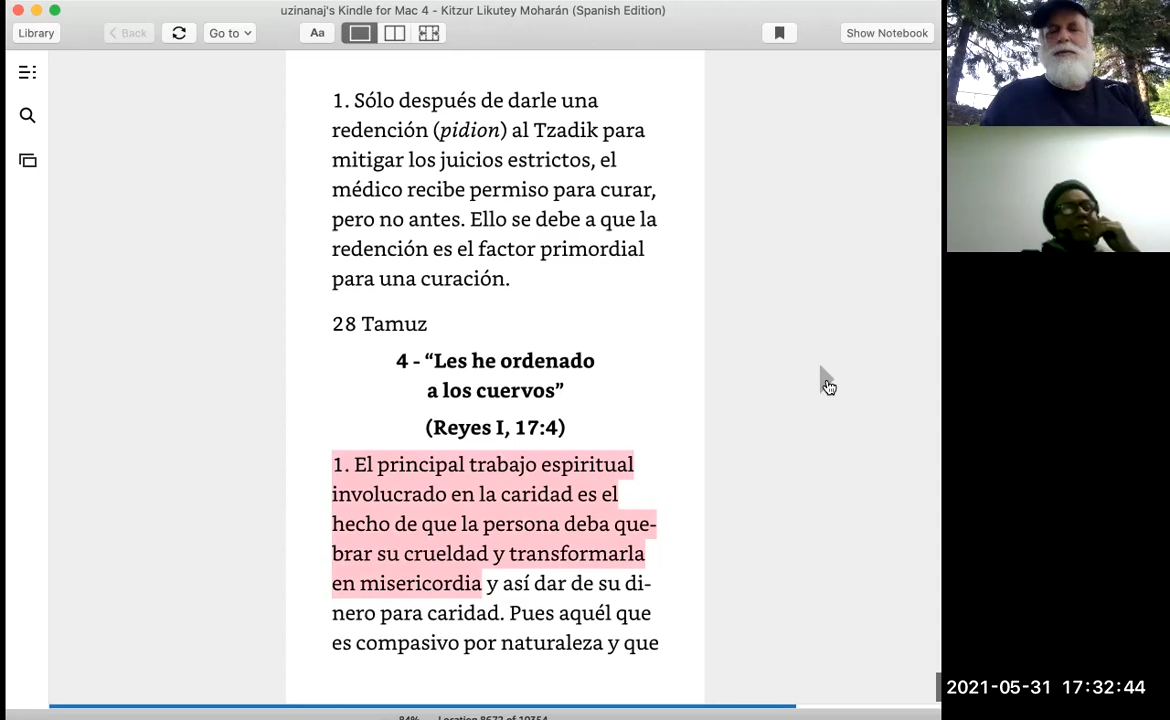 uzinanaj's Kindle for Mac 4 - Kitzur Likutey Moharán (Spanish Edition)
Library
Back
Go to
Aa
Show Notebook
1. Sólo después de darle una
redención (pidion) al Tzadik para
mitigar los juicios estrictos, el
médico recibe permiso para curar,
pero no antes. Ello se debe a que la
redención es el factor primordial
para una curación.
28 Tamuz
4 - “Les he ordenado
a los cuervos”
(Reyes I, 17:4)
1. El principal trabajo espiritual
involucrado en la caridad es el
hecho de que la persona deba que-
brar su crueldad y transformarla
en misericordia y así dar de su di-
nero para caridad. Pues aquél que
es compasivo por naturaleza y que
2021-05-31 17:32:44
84% Location 8672 of 10354